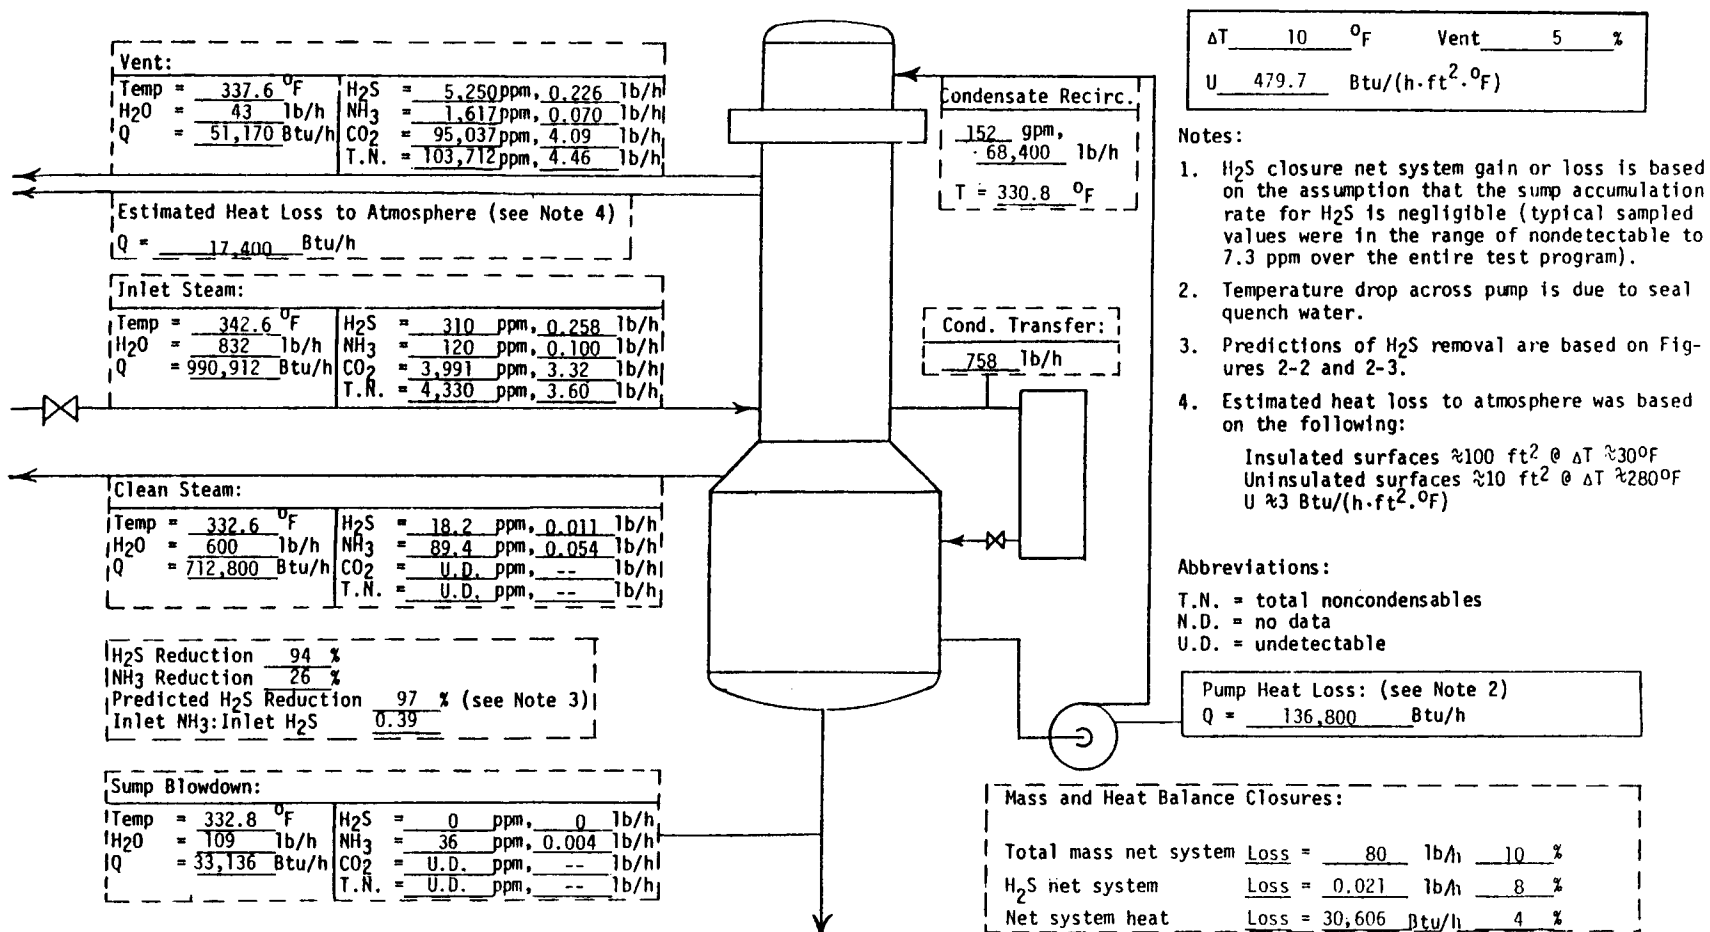 Vent:
Temp = 337.6 °F
H2O = 43 lb/h
Q = 51,170 Btu/h
H2S = 5,250 ppm, 0.226 lb/h
NH3 = 1,617 ppm, 0.070 lb/h
CO2 = 95,037 ppm, 4.09 lb/h
T.N. = 103,712 ppm, 4.46 lb/h
Estimated Heat Loss to Atmosphere (see Note 4)
Q = 17,400 Btu/h
Inlet Steam:
Temp = 342.6 °F
H2O = 832 lb/h
Q = 990,912 Btu/h
H2S = 310 ppm, 0.258 lb/h
NH3 = 120 ppm, 0.100 lb/h
CO2 = 3,991 ppm, 3.32 lb/h
T.N. = 4,330 ppm, 3.60 lb/h
Clean Steam:
Temp = 332.6 °F
H2O = 600 lb/h
Q = 712,800 Btu/h
H2S = 18.2 ppm, 0.011 lb/h
NH3 = 89.4 ppm, 0.054 lb/h
CO2 = U.D. ppm, -- lb/h
T.N. = U.D. ppm, -- lb/h
H2S Reduction 94 %
NH3 Reduction 26 %
Predicted H2S Reduction 97 % (see Note 3)
Inlet NH3:Inlet H2S 0.39
Sump Blowdown:
Temp = 332.8 °F
H2O = 109 lb/h
Q = 33,136 Btu/h
H2S = 0 ppm, 0 lb/h
NH3 = 36 ppm, 0.004 lb/h
CO2 = U.D. ppm, -- lb/h
T.N. = U.D. ppm, -- lb/h
Condensate Recirc.
152 gpm,
68,400 lb/h
T = 330.8 °F
Cond. Transfer:
758 lb/h
ΔT 10 °F Vent 5 %
U 479.7 Btu/(h·ft2·°F)
Notes:
1. H2S closure net system gain or loss is based
on the assumption that the sump accumulation
rate for H2S is negligible (typical sampled
values were in the range of nondetectable to
7.3 ppm over the entire test program).
2. Temperature drop across pump is due to seal
quench water.
3. Predictions of H2S removal are based on Fig-
ures 2-2 and 2-3.
4. Estimated heat loss to atmosphere was based
on the following:
Insulated surfaces ≈100 ft2 @ ΔT ≈30°F
Uninsulated surfaces ≈10 ft2 @ ΔT ≈280°F
U ≈3 Btu/(h·ft2·°F)
Abbreviations:
T.N. = total noncondensables
N.D. = no data
U.D. = undetectable
Pump Heat Loss: (see Note 2)
Q = 136,800 Btu/h
Mass and Heat Balance Closures:
Total mass net system Loss = 80 lb/h 10 %
H2S net system Loss = 0.021 lb/h 8 %
Net system heat Loss = 30,606 Btu/h 4 %